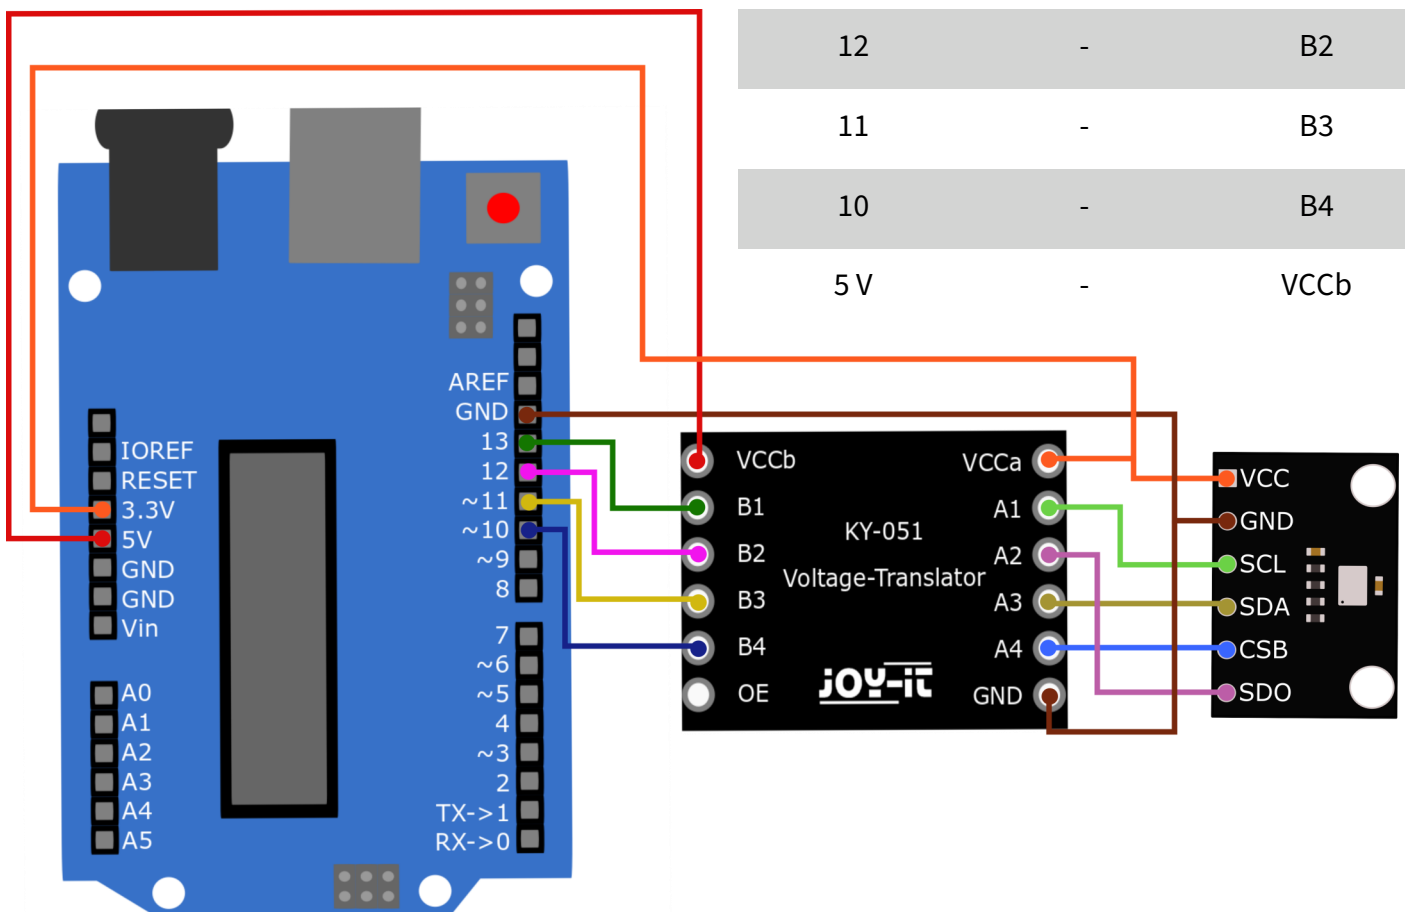 12 - B2
11 - B3
10 - B4
5 V - VCCb
AREF
GND
13
12
~11
~10
~9
8
7
~6
~5
4
~3
2
TX->1
RX->0
IOREF
RESET
3.3V
5V
GND
GND
Vin
A0
A1
A2
A3
A4
A5
VCCb
B1
B2
B3
B4
OE
KY-051
Voltage-Translator
JOY-IT
VCCa
A1
A2
A3
A4
GND
VCC
GND
SCL
SDA
CSB
SDO